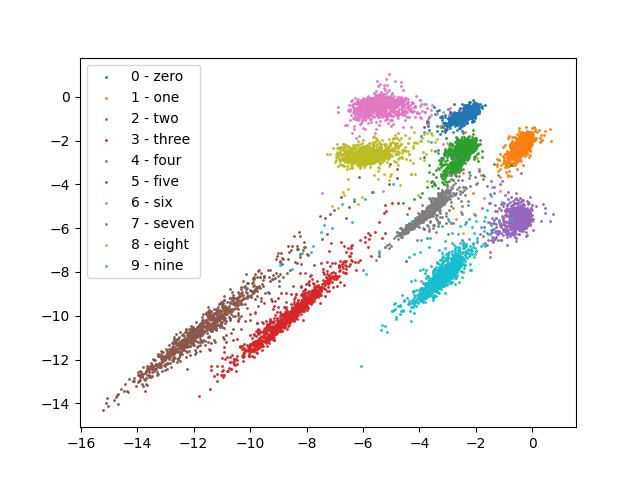 0 - zero
1 - one
2 - two
3 - three
4 - four
5 - five
6 - six
7 - seven
8 - eight
9 - nine
0
−2
−4
−6
−8
−10
−12
−14
−16 −14 −12 −10 −8 −6 −4 −2 0